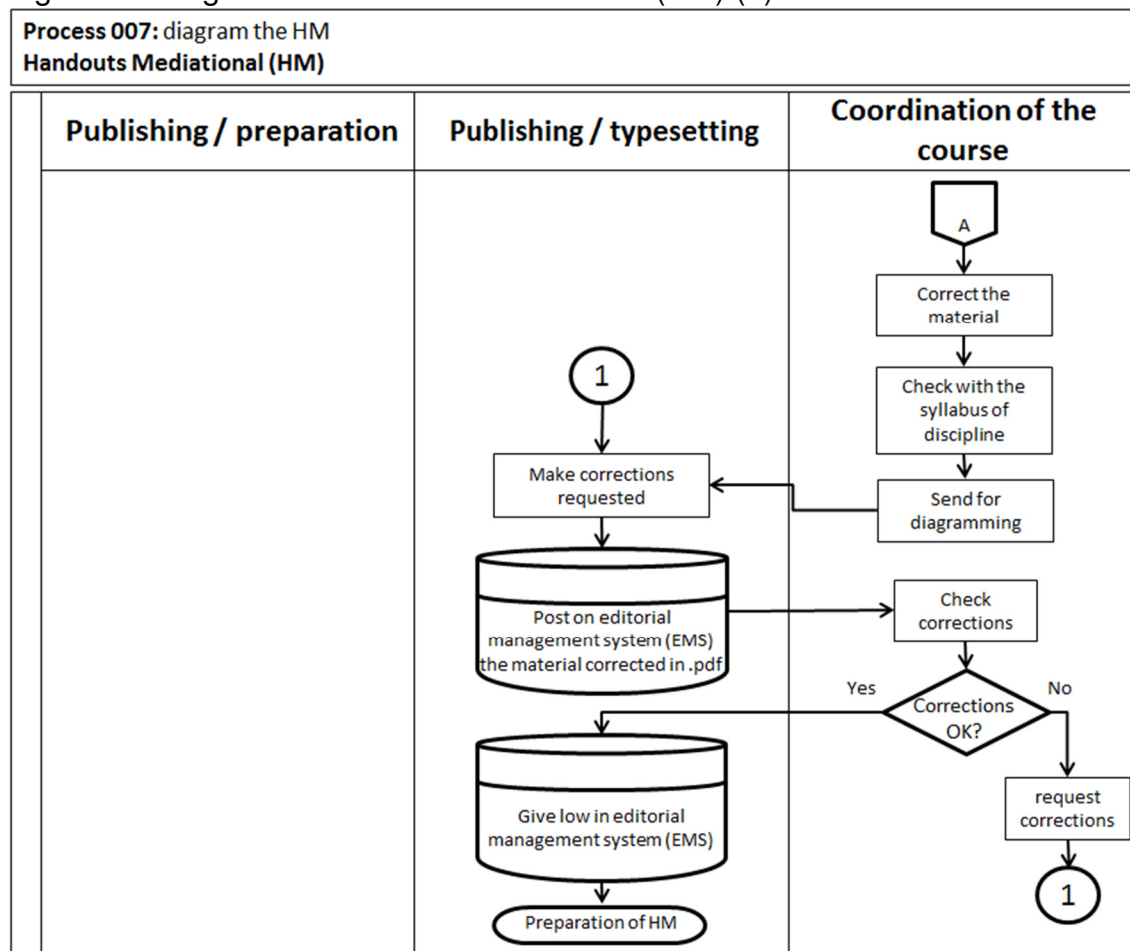 Process 007: diagram the HM
Handouts Mediational (HM)
Publishing / preparation
Publishing / typesetting
Coordination of the
course
A
Correct the
material
1
Check with the
syllabus of
discipline
Make corrections
requested
Send for
diagramming
Post on editorial
management system (EMS)
the material corrected in .pdf
Check
corrections
Yes
No
Corrections
OK?
Give low in editorial
management system (EMS)
request
corrections
1
Preparation of HM